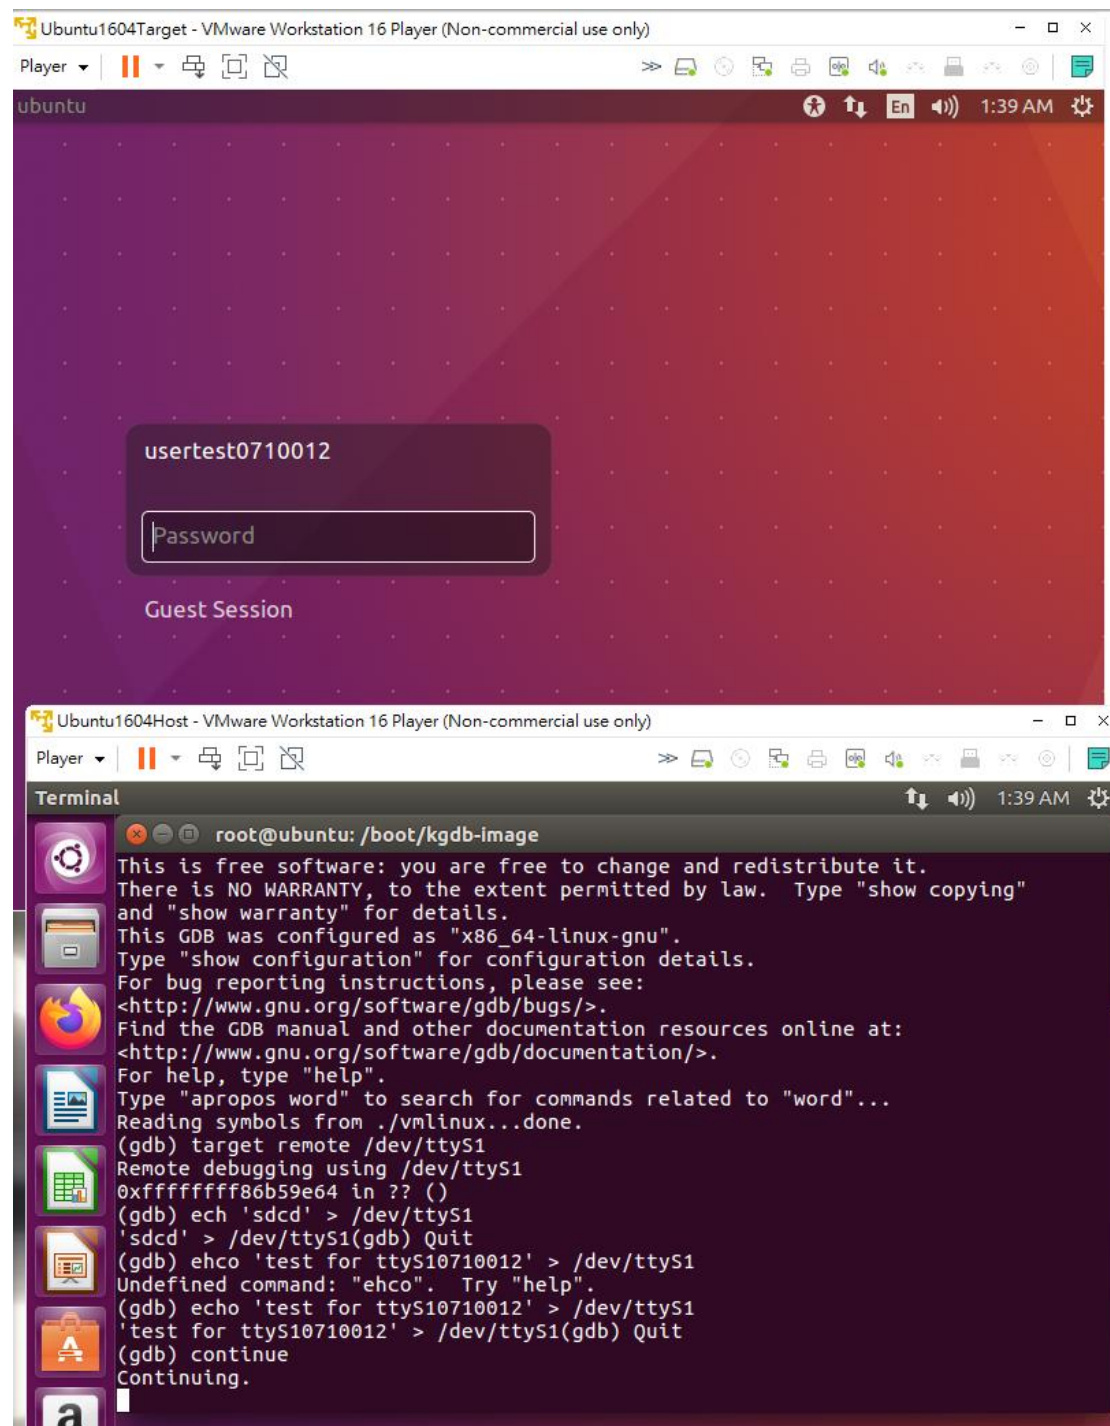 Ubuntu1604Target - VMware Workstation 16 Player (Non-commercial use only)
Player
ubuntu
En
1:39 AM
usertest0710012
Password
Guest Session
Ubuntu1604Host - VMware Workstation 16 Player (Non-commercial use only)
Player
Terminal
1:39 AM
root@ubuntu: /boot/kgdb-image
This is free software: you are free to change and redistribute it.
There is NO WARRANTY, to the extent permitted by law.  Type "show copying"
and "show warranty" for details.
This GDB was configured as "x86_64-linux-gnu".
Type "show configuration" for configuration details.
For bug reporting instructions, please see:
<http://www.gnu.org/software/gdb/bugs/>.
Find the GDB manual and other documentation resources online at:
<http://www.gnu.org/software/gdb/documentation/>.
For help, type "help".
Type "apropos word" to search for commands related to "word"...
Reading symbols from ./vmlinux...done.
(gdb) target remote /dev/ttyS1
Remote debugging using /dev/ttyS1
0xffffffff86b59e64 in ?? ()
(gdb) ech 'sdcd' > /dev/ttyS1
'sdcd' > /dev/ttyS1(gdb) Quit
(gdb) ehco 'test for ttyS10710012' > /dev/ttyS1
Undefined command: "ehco".  Try "help".
(gdb) echo 'test for ttyS10710012' > /dev/ttyS1
'test for ttyS10710012' > /dev/ttyS1(gdb) Quit
(gdb) continue
Continuing.